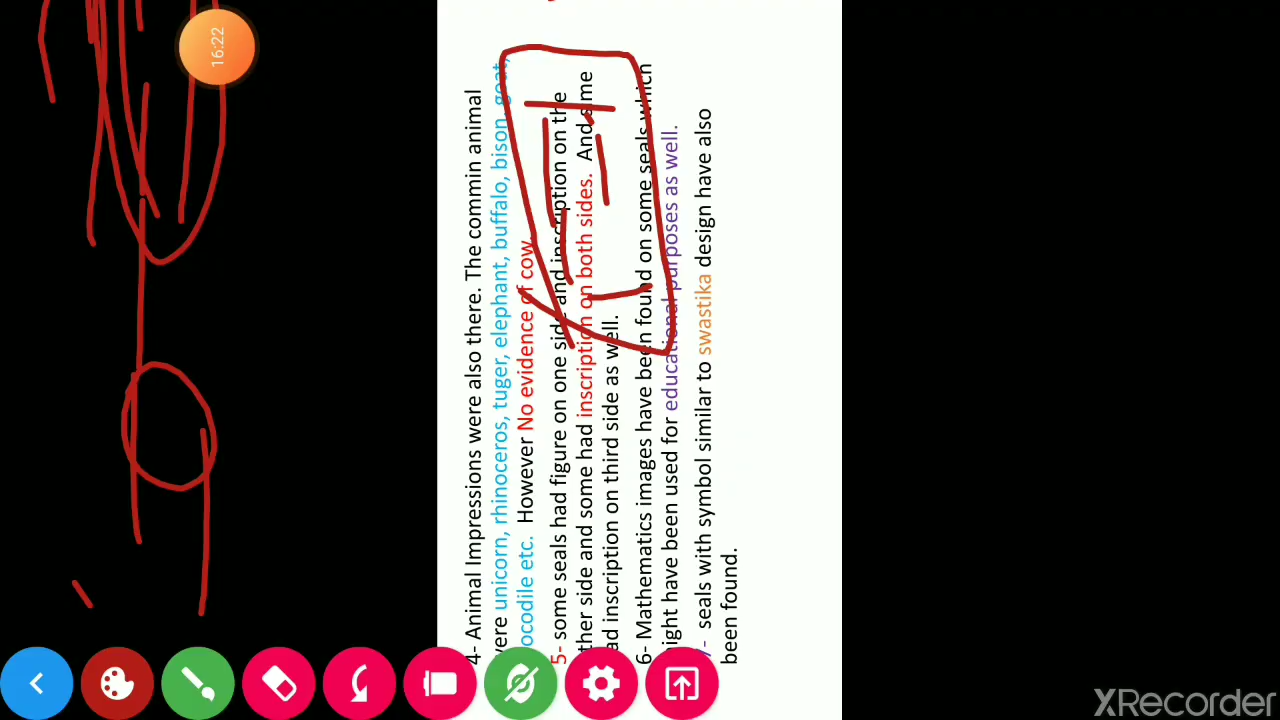 4- Animal Impressions were also there. The commin animal
were unicorn, rhinoceros, tuger, elephant, buffalo, bison, goat,
ocodile etc. However No evidence of cow.
5- some seals had figure on one side and inscription on the
ther side and some had inscription on both sides. And some
ad inscription on third side as well.
6- Mathematics images have been found on some seals which
ight have been used for educational purposes as well.
7- seals with symbol similar to swastika design have also
been found.
16:22
XRecorder